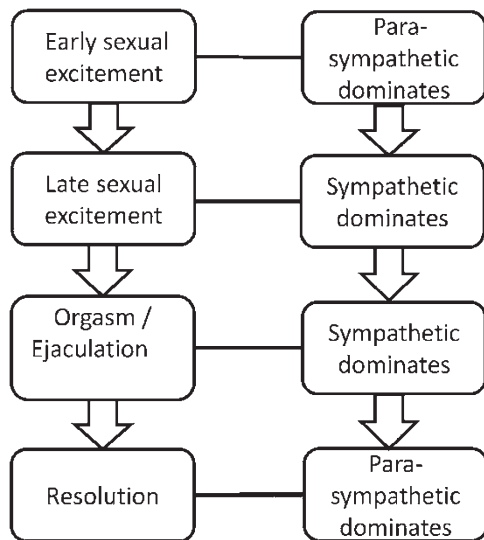 Early sexual
excitement
Para-
sympathetic
dominates
Late sexual
excitement
Sympathetic
dominates
Orgasm /
Ejaculation
Sympathetic
dominates
Resolution
Para-
sympathetic
dominates